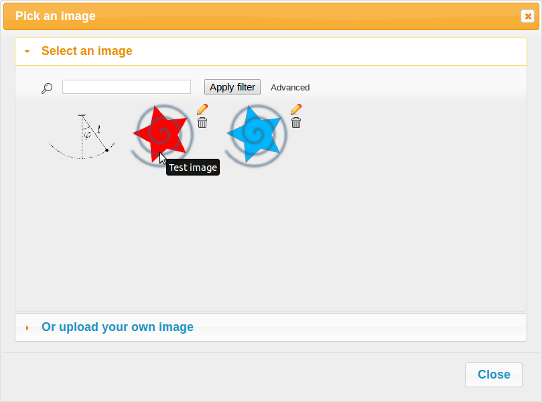 Pick an image
Select an image
Apply filter
Advanced
l
φ
Test image
Or upload your own image
Close